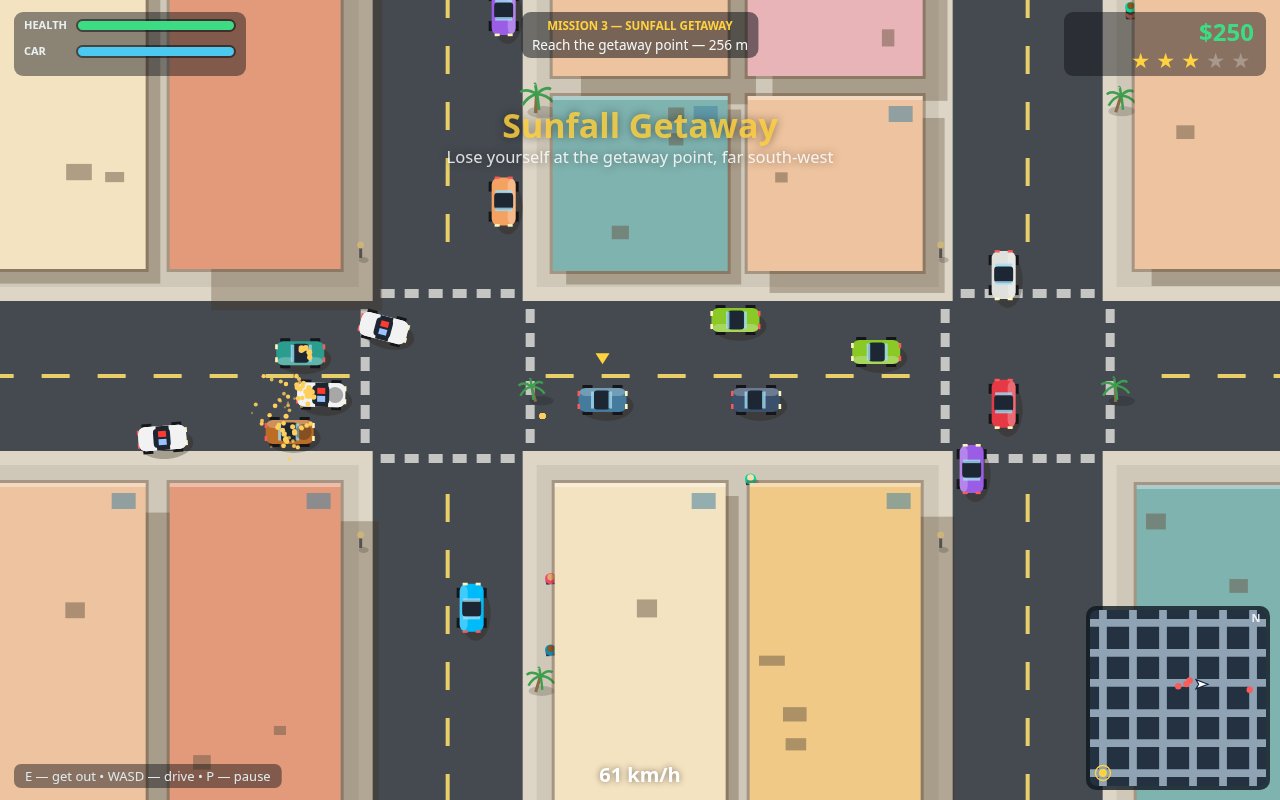 HEALTH
CAR
MISSION 3 — SUNFALL GETAWAY
Reach the getaway point — 256 m
$250
Sunfall Getaway
Lose yourself at the getaway point, far south-west
N
E — get out • WASD — drive • P — pause
61 km/h